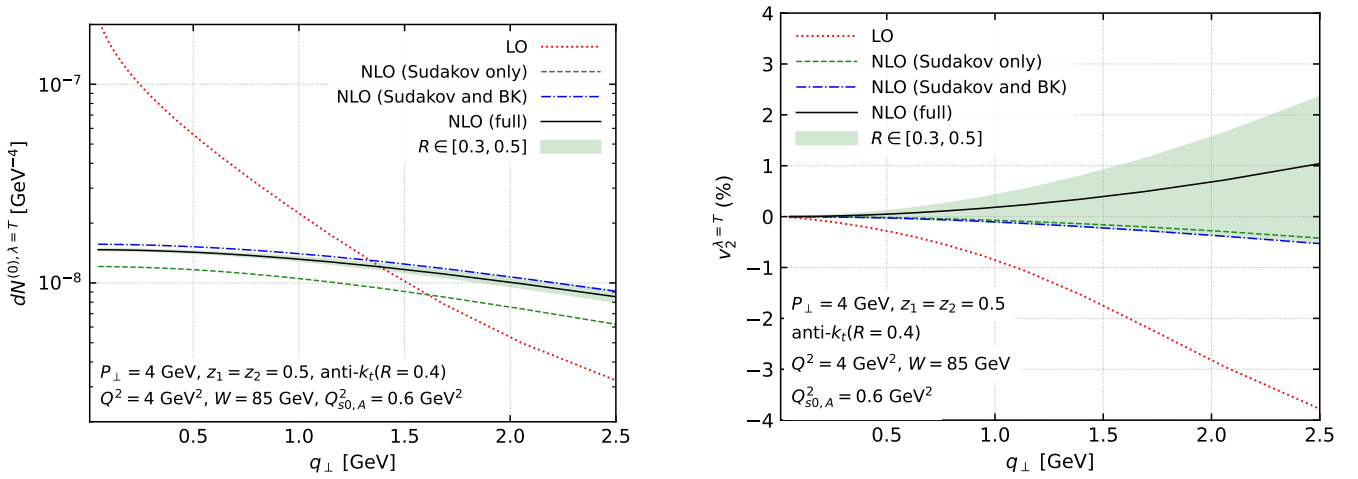 LO
NLO (Sudakov only)
NLO (Sudakov and BK)
NLO (full)
R ∈ [0.3, 0.5]
10⁻⁷
10⁻⁸
dN⁽⁰⁾,λ=T [GeV⁻⁴]
P⊥ = 4 GeV, z₁ = z₂ = 0.5, anti-kₜ(R = 0.4)
Q² = 4 GeV², W = 85 GeV, Q²ₛ₀,A = 0.6 GeV²
0.5 1.0 1.5 2.0 2.5
q⊥ [GeV]
4
3
2
1
0
−1
−2
−3
−4
v₂^λ=T (%)
LO
NLO (Sudakov only)
NLO (Sudakov and BK)
NLO (full)
R ∈ [0.3, 0.5]
P⊥ = 4 GeV, z₁ = z₂ = 0.5
anti-kₜ(R = 0.4)
Q² = 4 GeV², W = 85 GeV
Q²ₛ₀,A = 0.6 GeV²
0.5 1.0 1.5 2.0 2.5
q⊥ [GeV]